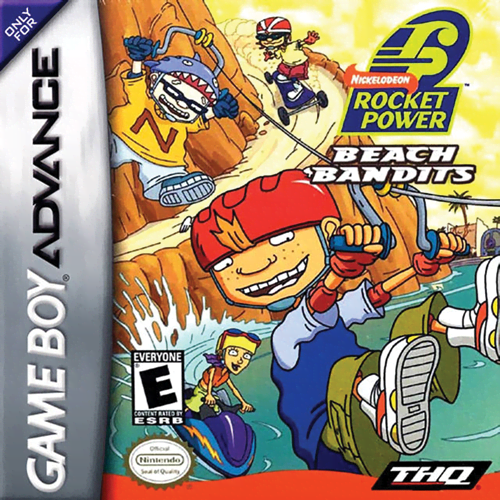 ONLY
FOR
GAME BOY ADVANCE
NICKELODEON
ROCKET
POWER
BEACH
BANDITS
Z
M
EVERYONE
E
CONTENT RATED BY
ESRB
Official
Nintendo
Seal of Quality
THQ